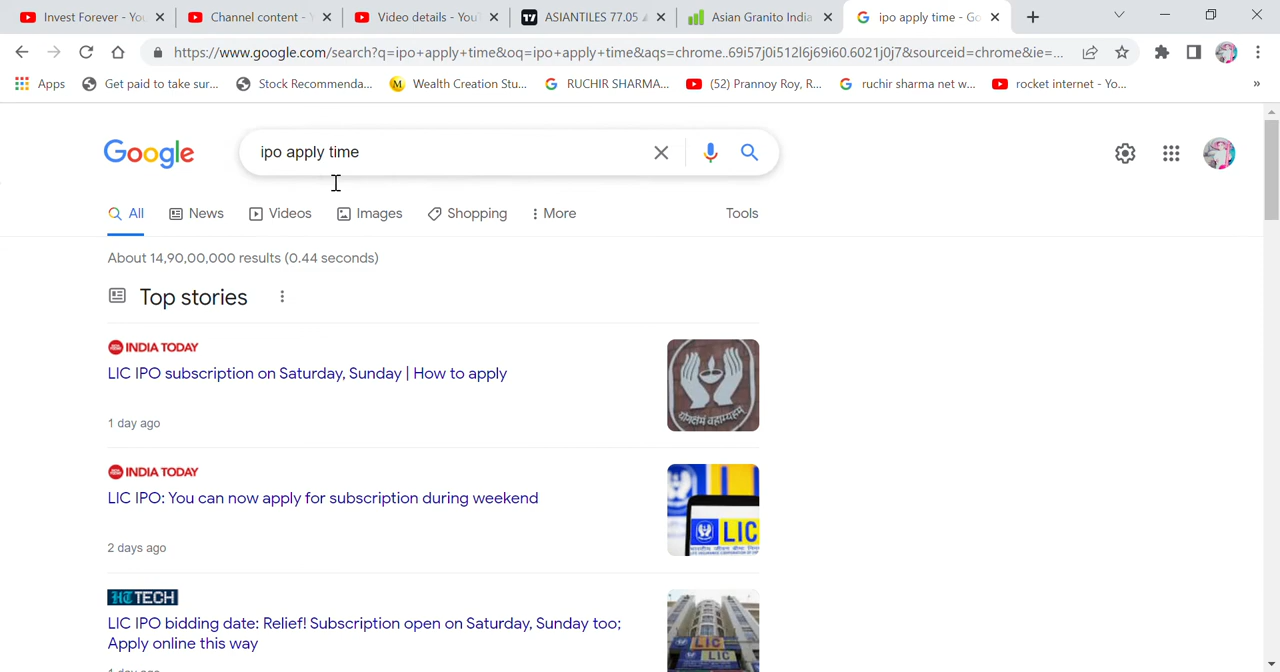 Invest Forever - You
Channel content -
Video details - YouT
ASIANTILES 77.05
Asian Granito India
ipo apply time - Go
https://www.google.com/search?q=ipo+apply+time&oq=ipo+apply+time&aqs=chrome..69i57j0i512l6j69i60.6021j0j7&sourceid=chrome&ie=...
Apps
Get paid to take sur...
Stock Recommenda...
M
Wealth Creation Stu...
RUCHIR SHARMA...
(52) Prannoy Roy, R...
ruchir sharma net w...
rocket internet - Yo...
»
Google
ipo apply time
All
News
Videos
Images
Shopping
More
Tools
About 14,90,00,000 results (0.44 seconds)
Top stories
INDIA TODAY
LIC IPO subscription on Saturday, Sunday | How to apply
1 day ago
INDIA TODAY
LIC IPO: You can now apply for subscription during weekend
2 days ago
LIC
HT TECH
LIC IPO bidding date: Relief! Subscription open on Saturday, Sunday too;
Apply online this way
LIC
LIC
1 day ago